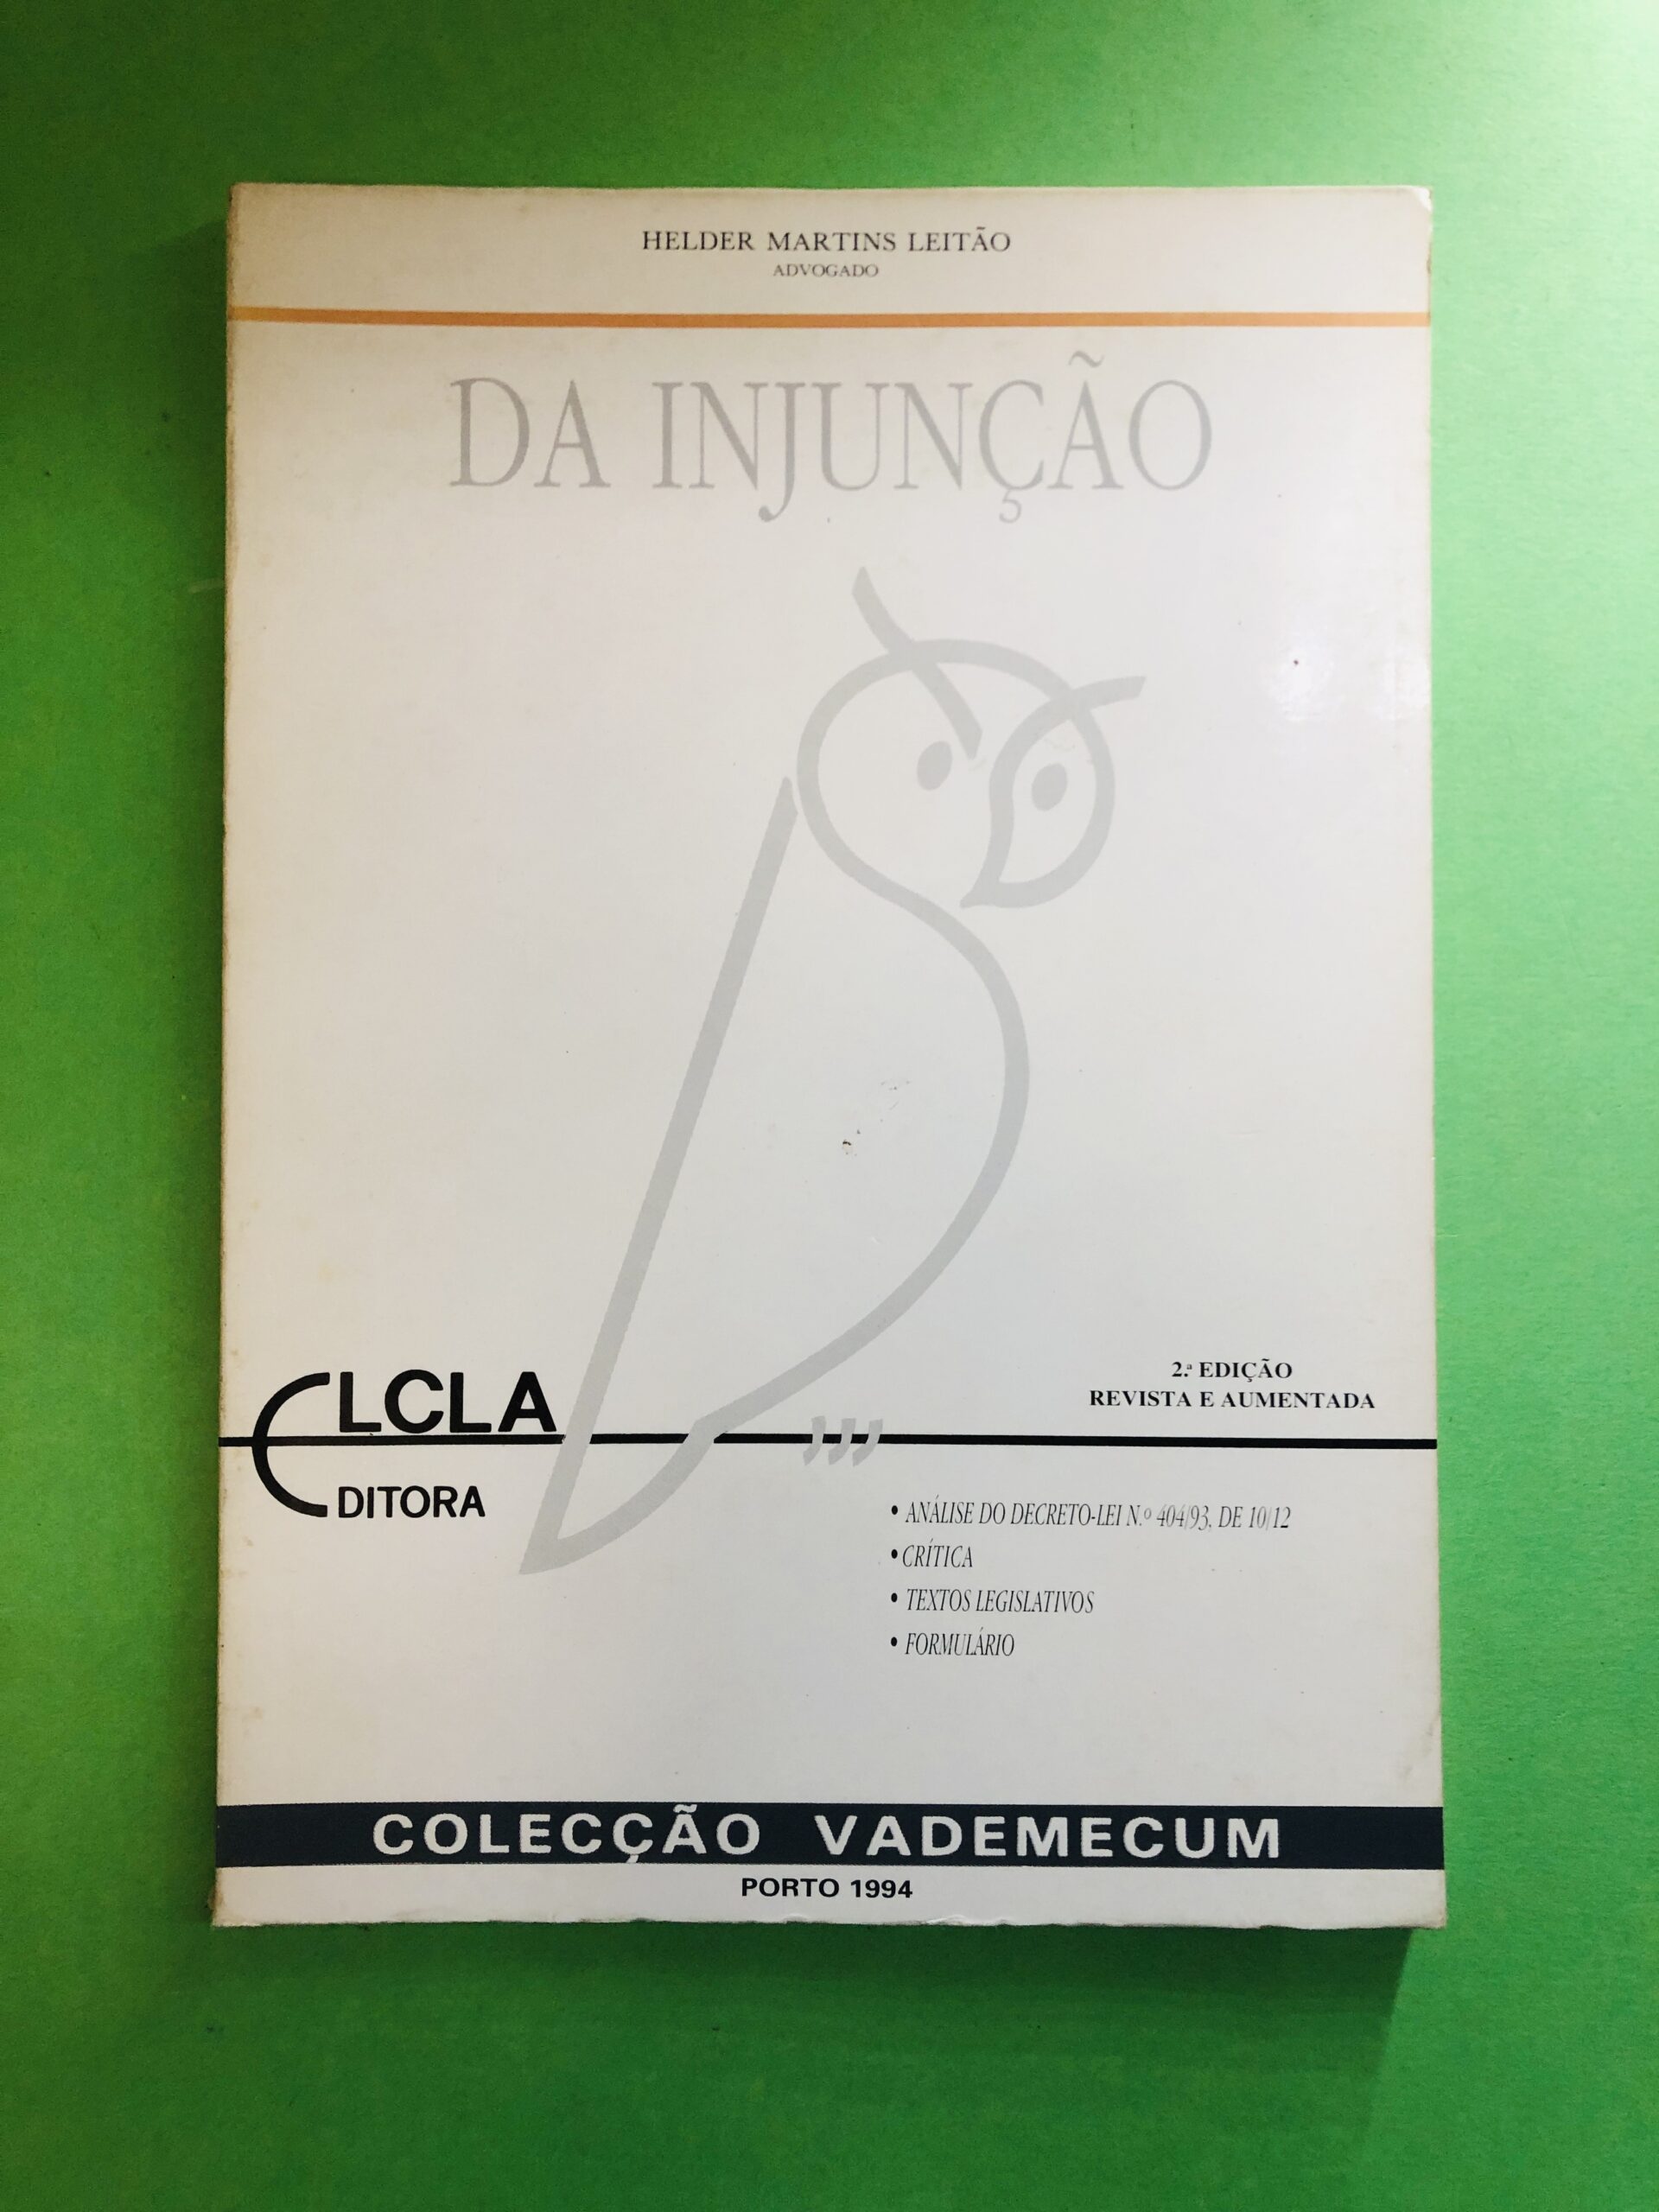 HELDER MARTINS LEITÃO
ADVOGADO
DA INJUNÇÃO
ELCLA
EDITORA
2.ª EDIÇÃO
REVISTA E AUMENTADA
• ANÁLISE DO DECRETO-LEI N.º 404/93, DE 10/12
• CRÍTICA
• TEXTOS LEGISLATIVOS
• FORMULÁRIO
COLECÇÃO VADEMECUM
PORTO 1994